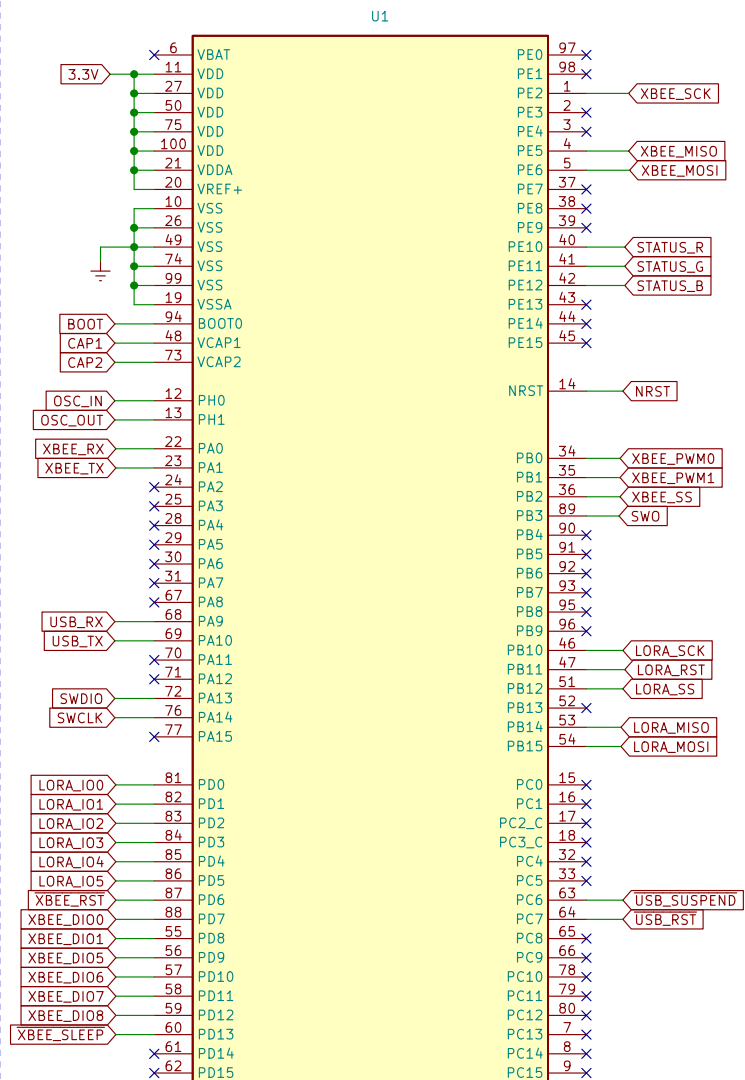 U1
6 VBAT PE0 97
3.3V 11 VDD PE1 98
27 VDD PE2 1 XBEE_SCK
50 VDD PE3 2
75 VDD PE4 3
100 VDD PE5 4 XBEE_MISO
21 VDDA PE6 5 XBEE_MOSI
20 VREF+ PE7 37
10 VSS PE8 38
26 VSS PE9 39
49 VSS PE10 40 STATUS_R
74 VSS PE11 41 STATUS_G
99 VSS PE12 42 STATUS_B
19 VSSA PE13 43
BOOT 94 BOOT0 PE14 44
CAP1 48 VCAP1 PE15 45
CAP2 73 VCAP2
NRST 14 NRST
OSC_IN 12 PH0
OSC_OUT 13 PH1
XBEE_RX 22 PA0 PB0 34 XBEE_PWM0
XBEE_TX 23 PA1 PB1 35 XBEE_PWM1
24 PA2 PB2 36 XBEE_SS
25 PA3 PB3 89 SWO
28 PA4 PB4 90
29 PA5 PB5 91
30 PA6 PB6 92
31 PA7 PB7 93
67 PA8 PB8 95
USB_RX 68 PA9 PB9 96
USB_TX 69 PA10 PB10 46 LORA_SCK
70 PA11 PB11 47 LORA_RST
71 PA12 PB12 51 LORA_SS
SWDIO 72 PA13 PB13 52
SWCLK 76 PA14 PB14 53 LORA_MISO
77 PA15 PB15 54 LORA_MOSI
LORA_IO0 81 PD0 PC0 15
LORA_IO1 82 PD1 PC1 16
LORA_IO2 83 PD2 PC2_C 17
LORA_IO3 84 PD3 PC3_C 18
LORA_IO4 85 PD4 PC4 32
LORA_IO5 86 PD5 PC5 33
XBEE_RST 87 PD6 PC6 63 USB_SUSPEND
XBEE_DIO0 88 PD7 PC7 64 USB_RST
XBEE_DIO1 55 PD8 PC8 65
XBEE_DIO5 56 PD9 PC9 66
XBEE_DIO6 57 PD10 PC10 78
XBEE_DIO7 58 PD11 PC11 79
XBEE_DIO8 59 PD12 PC12 80
XBEE_SLEEP 60 PD13 PC13 7
61 PD14 PC14 8
62 PD15 PC15 9